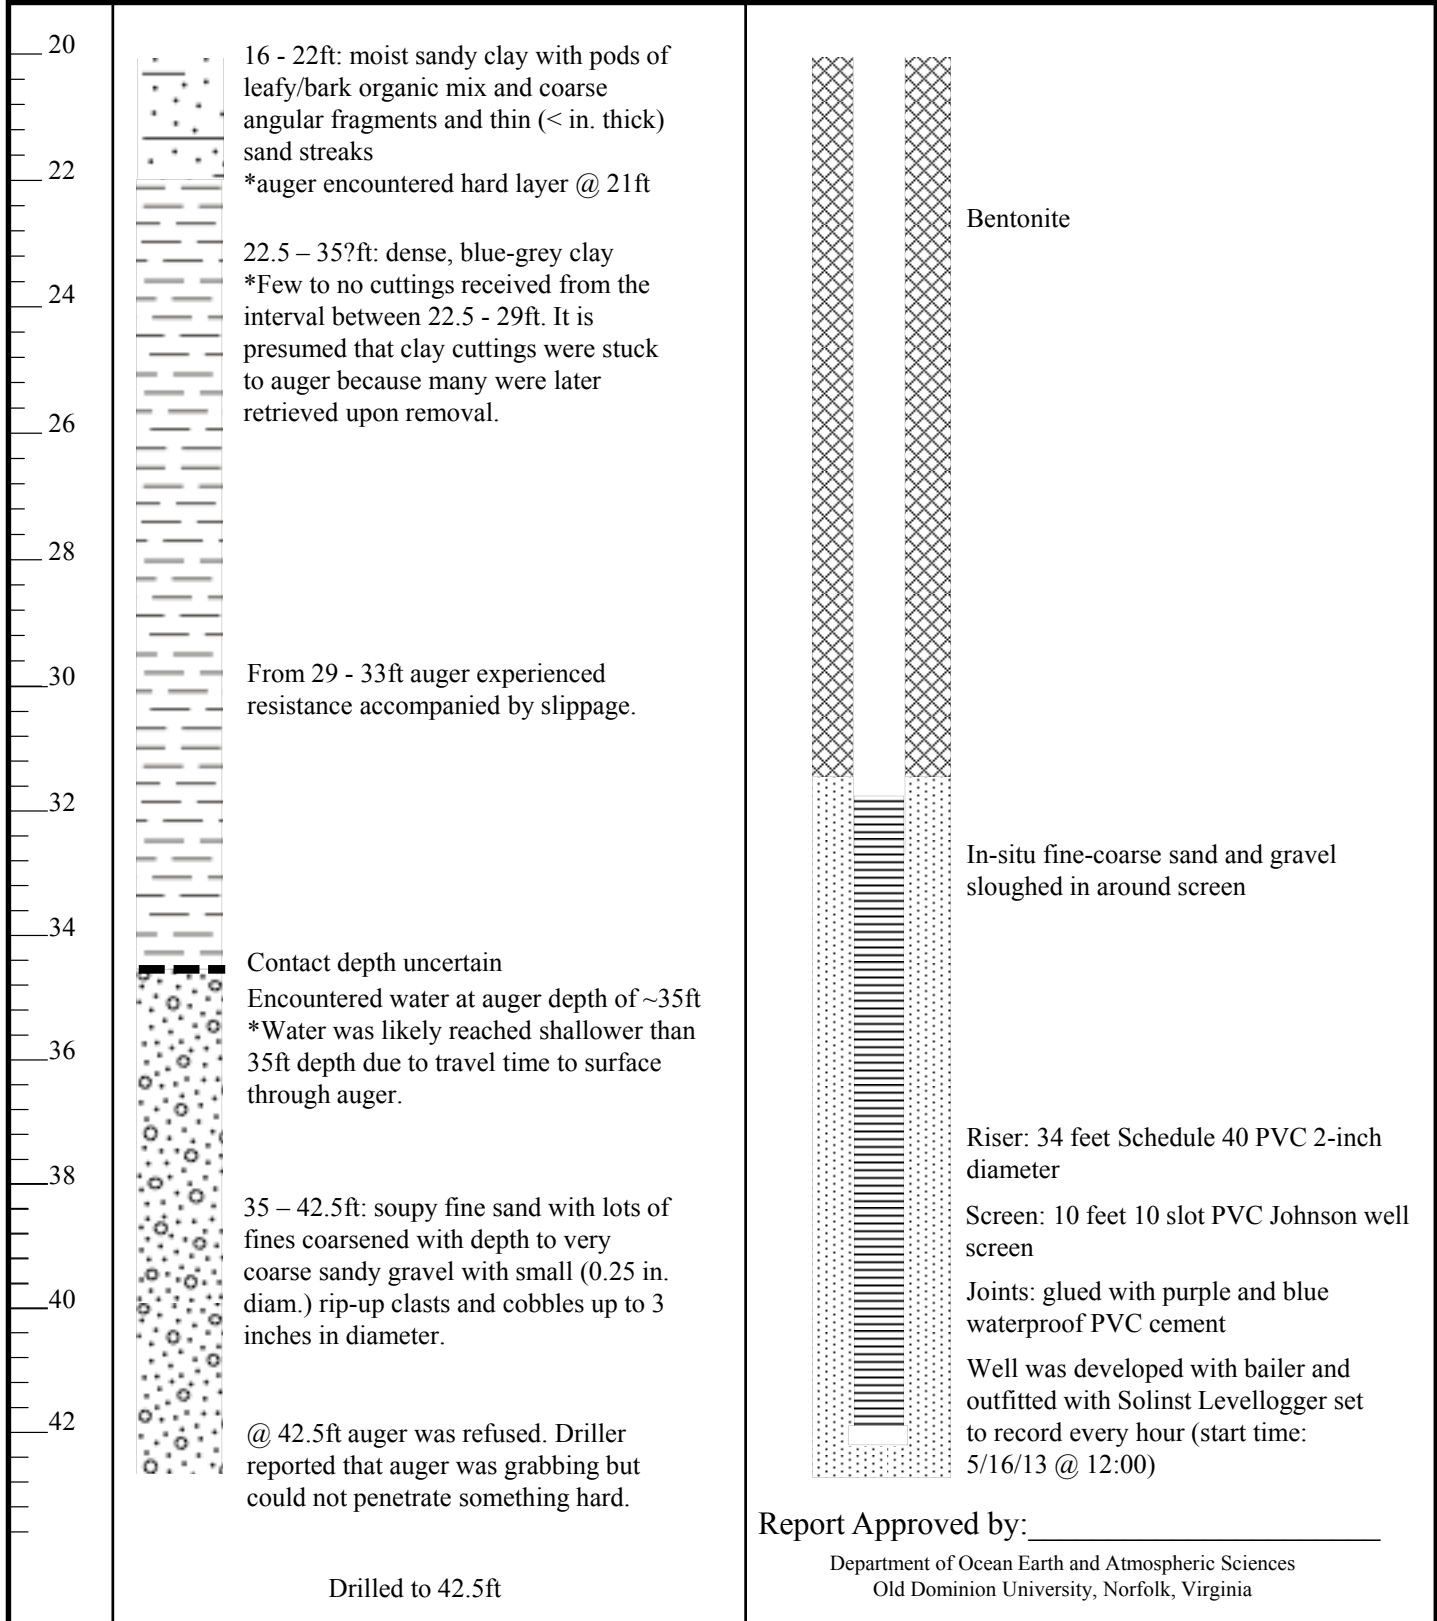 20
22
24
26
28
30
32
34
36
38
40
42
16 - 22ft: moist sandy clay with pods of
leafy/bark organic mix and coarse
angular fragments and thin (< in. thick)
sand streaks
*auger encountered hard layer @ 21ft
22.5 – 35?ft: dense, blue-grey clay
*Few to no cuttings received from the
interval between 22.5 - 29ft. It is
presumed that clay cuttings were stuck
to auger because many were later
retrieved upon removal.
From 29 - 33ft auger experienced
resistance accompanied by slippage.
Contact depth uncertain
Encountered water at auger depth of ~35ft
*Water was likely reached shallower than
35ft depth due to travel time to surface
through auger.
35 – 42.5ft: soupy fine sand with lots of
fines coarsened with depth to very
coarse sandy gravel with small (0.25 in.
diam.) rip-up clasts and cobbles up to 3
inches in diameter.
@ 42.5ft auger was refused. Driller
reported that auger was grabbing but
could not penetrate something hard.
Drilled to 42.5ft
Bentonite
In-situ fine-coarse sand and gravel
sloughed in around screen
Riser: 34 feet Schedule 40 PVC 2-inch
diameter
Screen: 10 feet 10 slot PVC Johnson well
screen
Joints: glued with purple and blue
waterproof PVC cement
Well was developed with bailer and
outfitted with Solinst Levellogger set
to record every hour (start time:
5/16/13 @ 12:00)
Report Approved by:______________________
Department of Ocean Earth and Atmospheric Sciences
Old Dominion University, Norfolk, Virginia